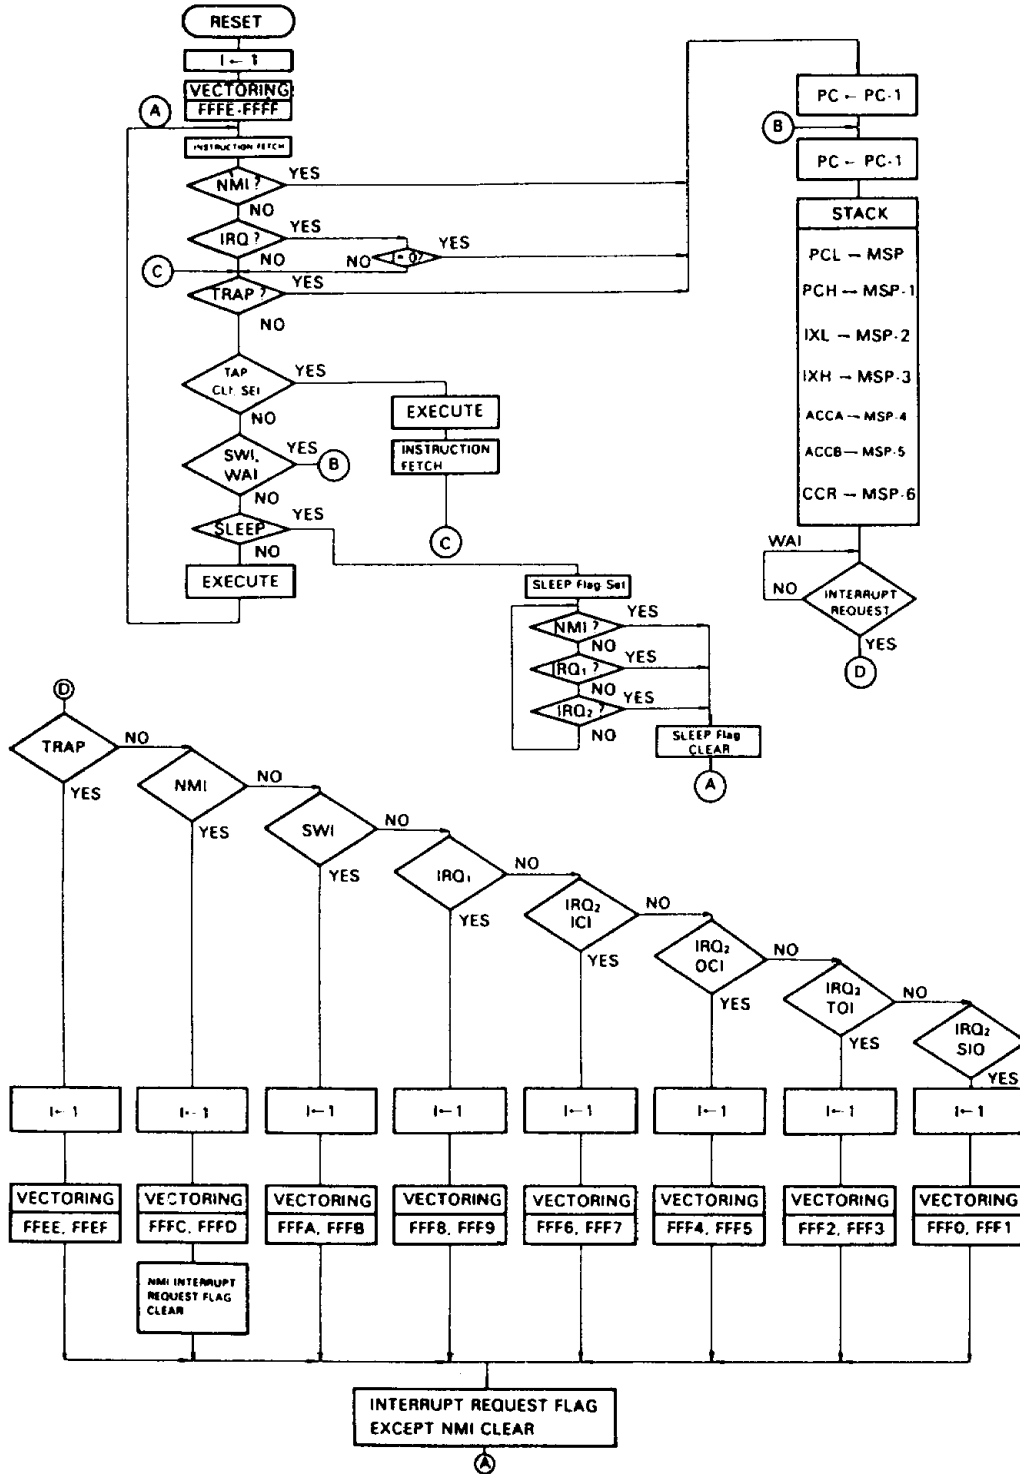 RESET
I ← 1
VECTORING
FFFE-FFFF
A
INSTRUCTION FETCH
NMI ?
YES
NO
IRQ ?
YES
NO
I = 0?
YES
NO
C
TRAP ?
YES
NO
TAP
CLI, SEI
YES
NO
EXECUTE
INSTRUCTION
FETCH
C
SWI,
WAI
YES
B
NO
SLEEP
YES
NO
EXECUTE
PC ← PC-1
B
PC ← PC-1
STACK
PCL → MSP
PCH → MSP-1
IXL → MSP-2
IXH → MSP-3
ACCA → MSP-4
ACCB → MSP-5
CCR → MSP-6
WAI
NO
INTERRUPT
REQUEST
YES
D
SLEEP Flag Set
NMI ?
YES
NO
IRQ₁ ?
YES
NO
IRQ₂ ?
YES
NO
SLEEP Flag
CLEAR
A
D
TRAP
NO
YES
NMI
NO
YES
SWI
NO
YES
IRQ₁
NO
YES
IRQ₂
ICI
NO
YES
IRQ₂
OCI
NO
YES
IRQ₂
TOI
NO
YES
IRQ₂
SIO
YES
I ← 1
I ← 1
I ← 1
I ← 1
I ← 1
I ← 1
I ← 1
I ← 1
VECTORING
FFEE, FFEF
VECTORING
FFFC, FFFD
VECTORING
FFFA, FFFB
VECTORING
FFF8, FFF9
VECTORING
FFF6, FFF7
VECTORING
FFF4, FFF5
VECTORING
FFF2, FFF3
VECTORING
FFF0, FFF1
NMI INTERRUPT
REQUEST FLAG
CLEAR
INTERRUPT REQUEST FLAG
EXCEPT NMI CLEAR
A